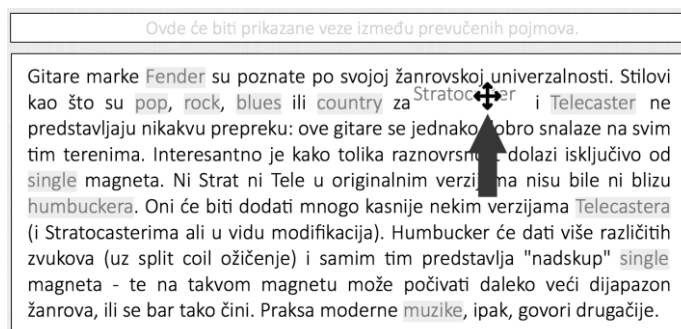 Ovde će biti prikazane veze između prevučenih pojmova.
Gitare marke Fender su poznate po svojoj žanrovskoj univerzalnosti. Stilovi
kao što su pop, rock, blues ili country za Stratocaster i Telecaster ne
predstavljaju nikakvu prepreku: ove gitare se jednako dobro snalaze na svim
tim terenima. Interesantno je kako tolika raznovrsnost dolazi isključivo od
single magneta. Ni Strat ni Tele u originalnim verzijama nisu bile ni blizu
humbuckera. Oni će biti dodati mnogo kasnije nekim verzijama Telecastera
(i Stratocasterima ali u vidu modifikacija). Humbucker će dati više različitih
zvukova (uz split coil ožičenje) i samim tim predstavlja "nadskup" single
magneta - te na takvom magnetu može počivati daleko veći dijapazon
žanrova, ili se bar tako čini. Praksa moderne muzike, ipak, govori drugačije.